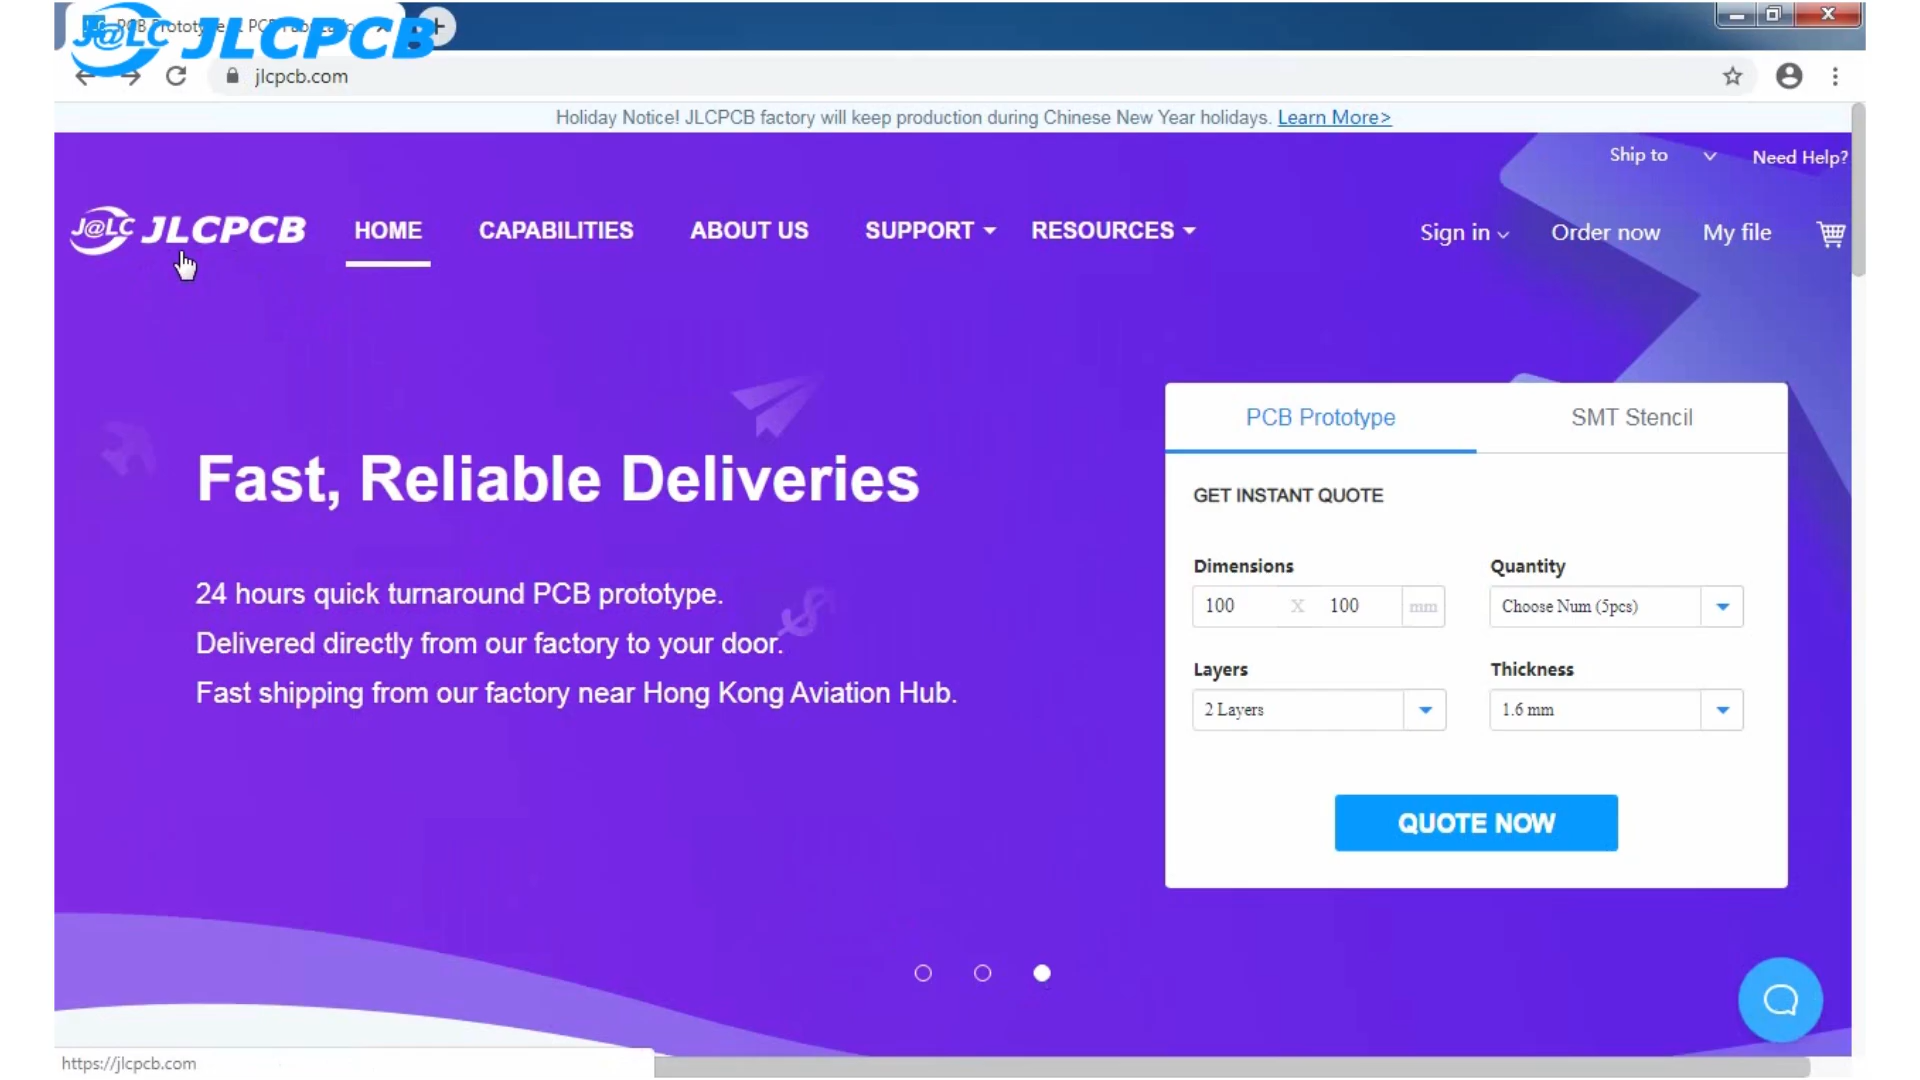 JLCPCB
jlcpcb.com
Holiday Notice! JLCPCB factory will keep production during Chinese New Year holidays. Learn More>
Ship to
Need Help?
J@LC JLCPCB
HOME
CAPABILITIES
ABOUT US
SUPPORT
RESOURCES
Sign in
Order now
My file
PCB Prototype
SMT Stencil
Fast, Reliable Deliveries
GET INSTANT QUOTE
24 hours quick turnaround PCB prototype.
Delivered directly from our factory to your door.
Fast shipping from our factory near Hong Kong Aviation Hub.
Dimensions
Quantity
100 X 100 mm
Choose Num (5pcs)
Layers
Thickness
2 Layers
1.6 mm
QUOTE NOW
https://jlcpcb.com